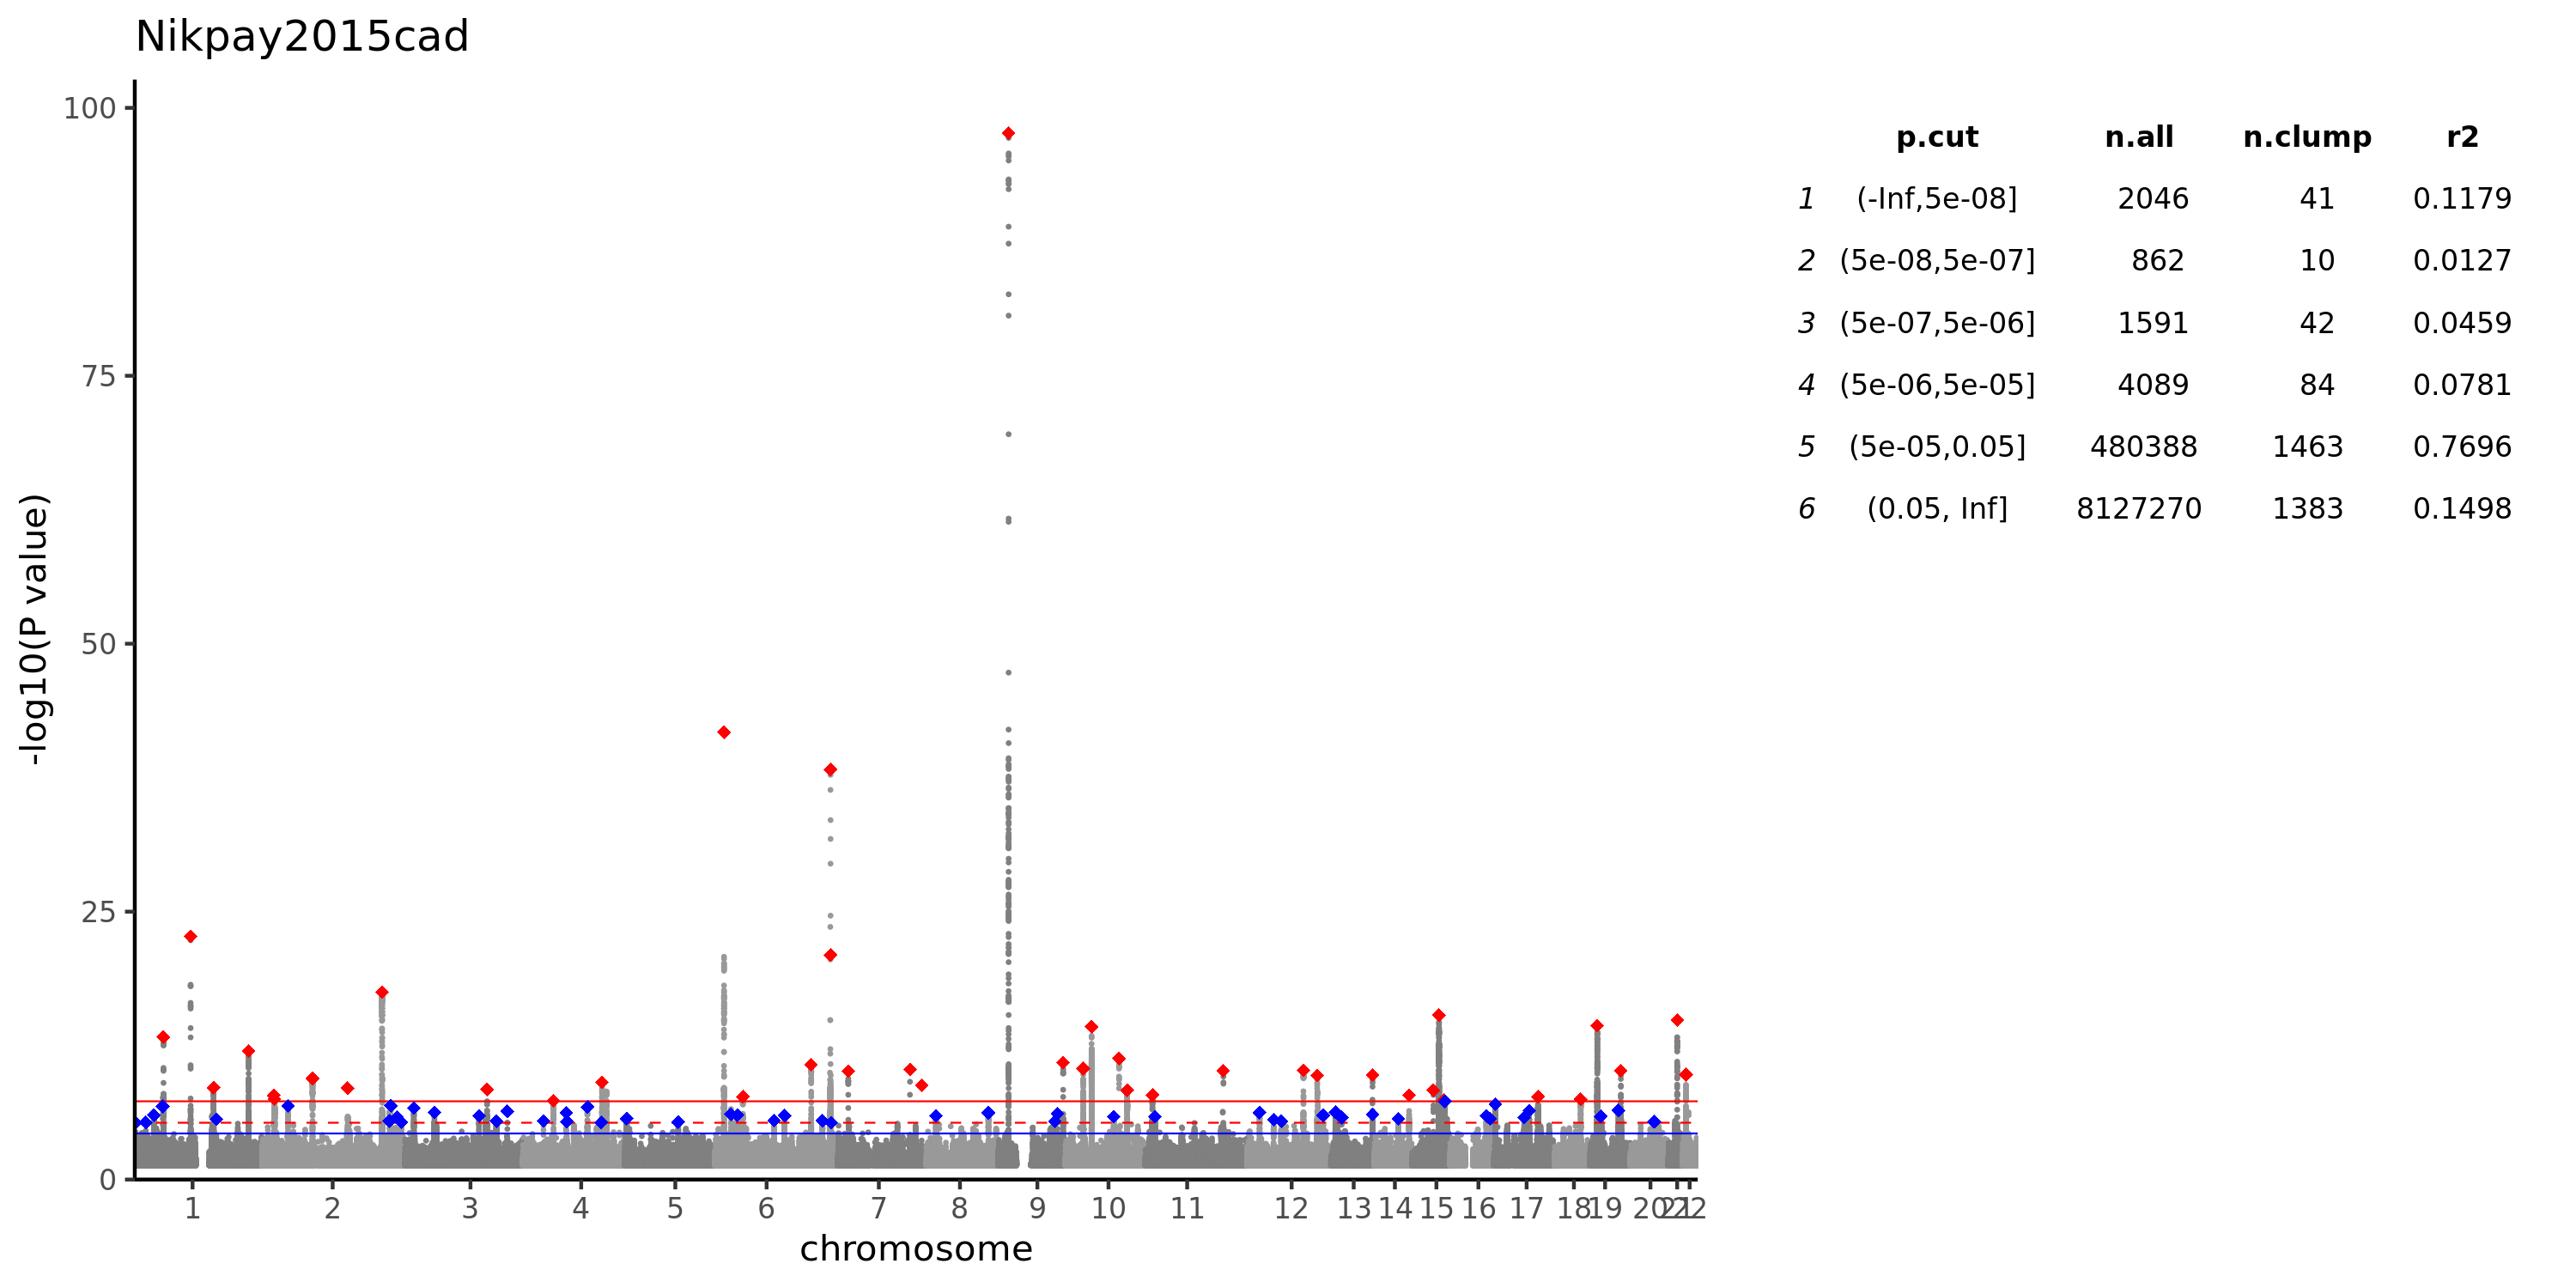 Nikpay2015cad
100
75
50
25
0
-log10(P value)
1 2 3 4 5 6 7 8 9 10 11 12 13 14 15 16 17 18 19 20 21 22
chromosome
p.cut n.all n.clump r2
1 (-Inf,5e-08] 2046 41 0.1179
2 (5e-08,5e-07] 862 10 0.0127
3 (5e-07,5e-06] 1591 42 0.0459
4 (5e-06,5e-05] 4089 84 0.0781
5 (5e-05,0.05] 480388 1463 0.7696
6 (0.05, Inf] 8127270 1383 0.1498